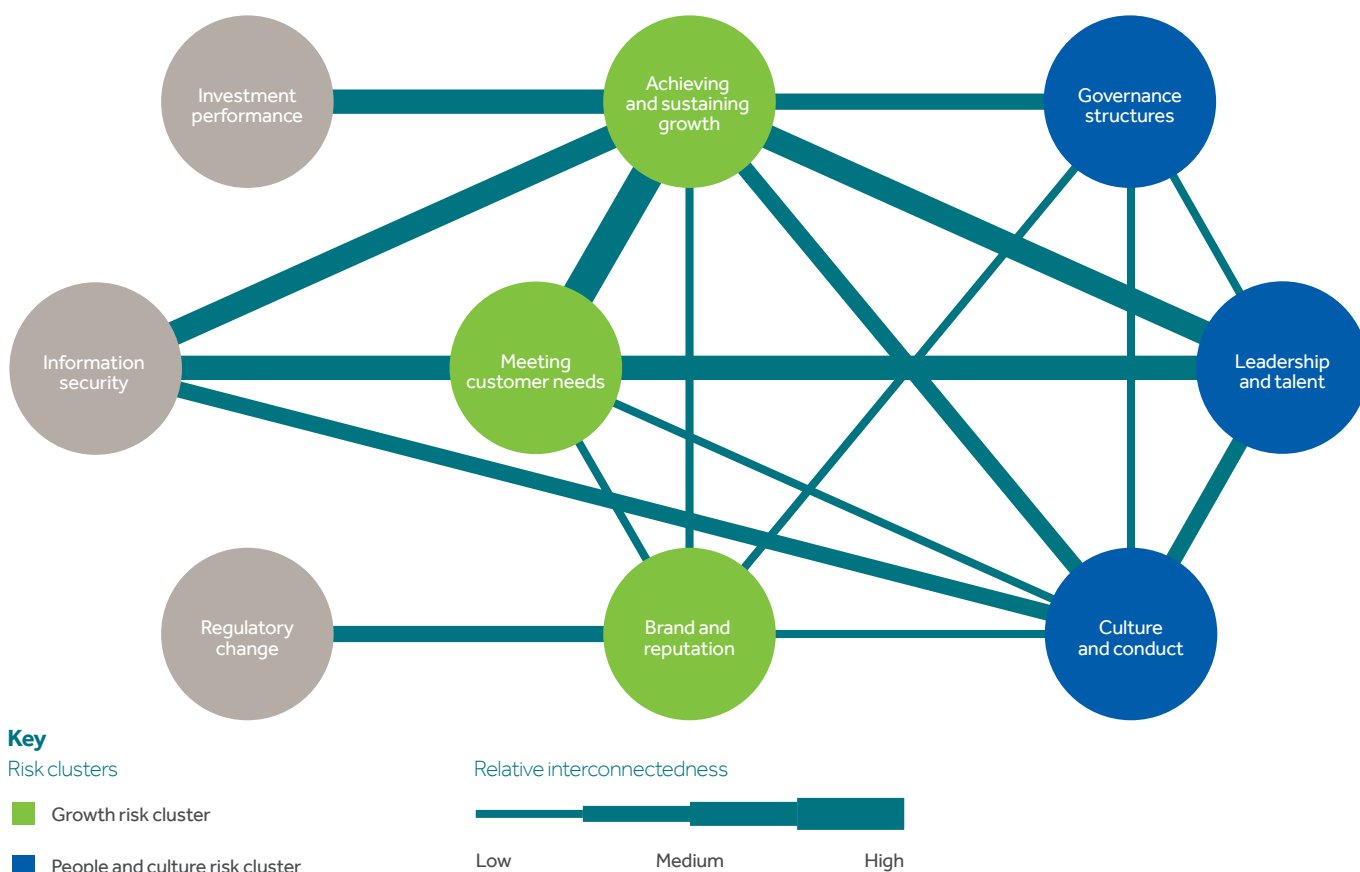 Investment
performance
Achieving
and sustaining
growth
Governance
structures
Information
security
Meeting
customer needs
Leadership
and talent
Regulatory
change
Brand and
reputation
Culture
and conduct
Key
Risk clusters
Relative interconnectedness
Growth risk cluster
Low
Medium
High
People and culture risk cluster